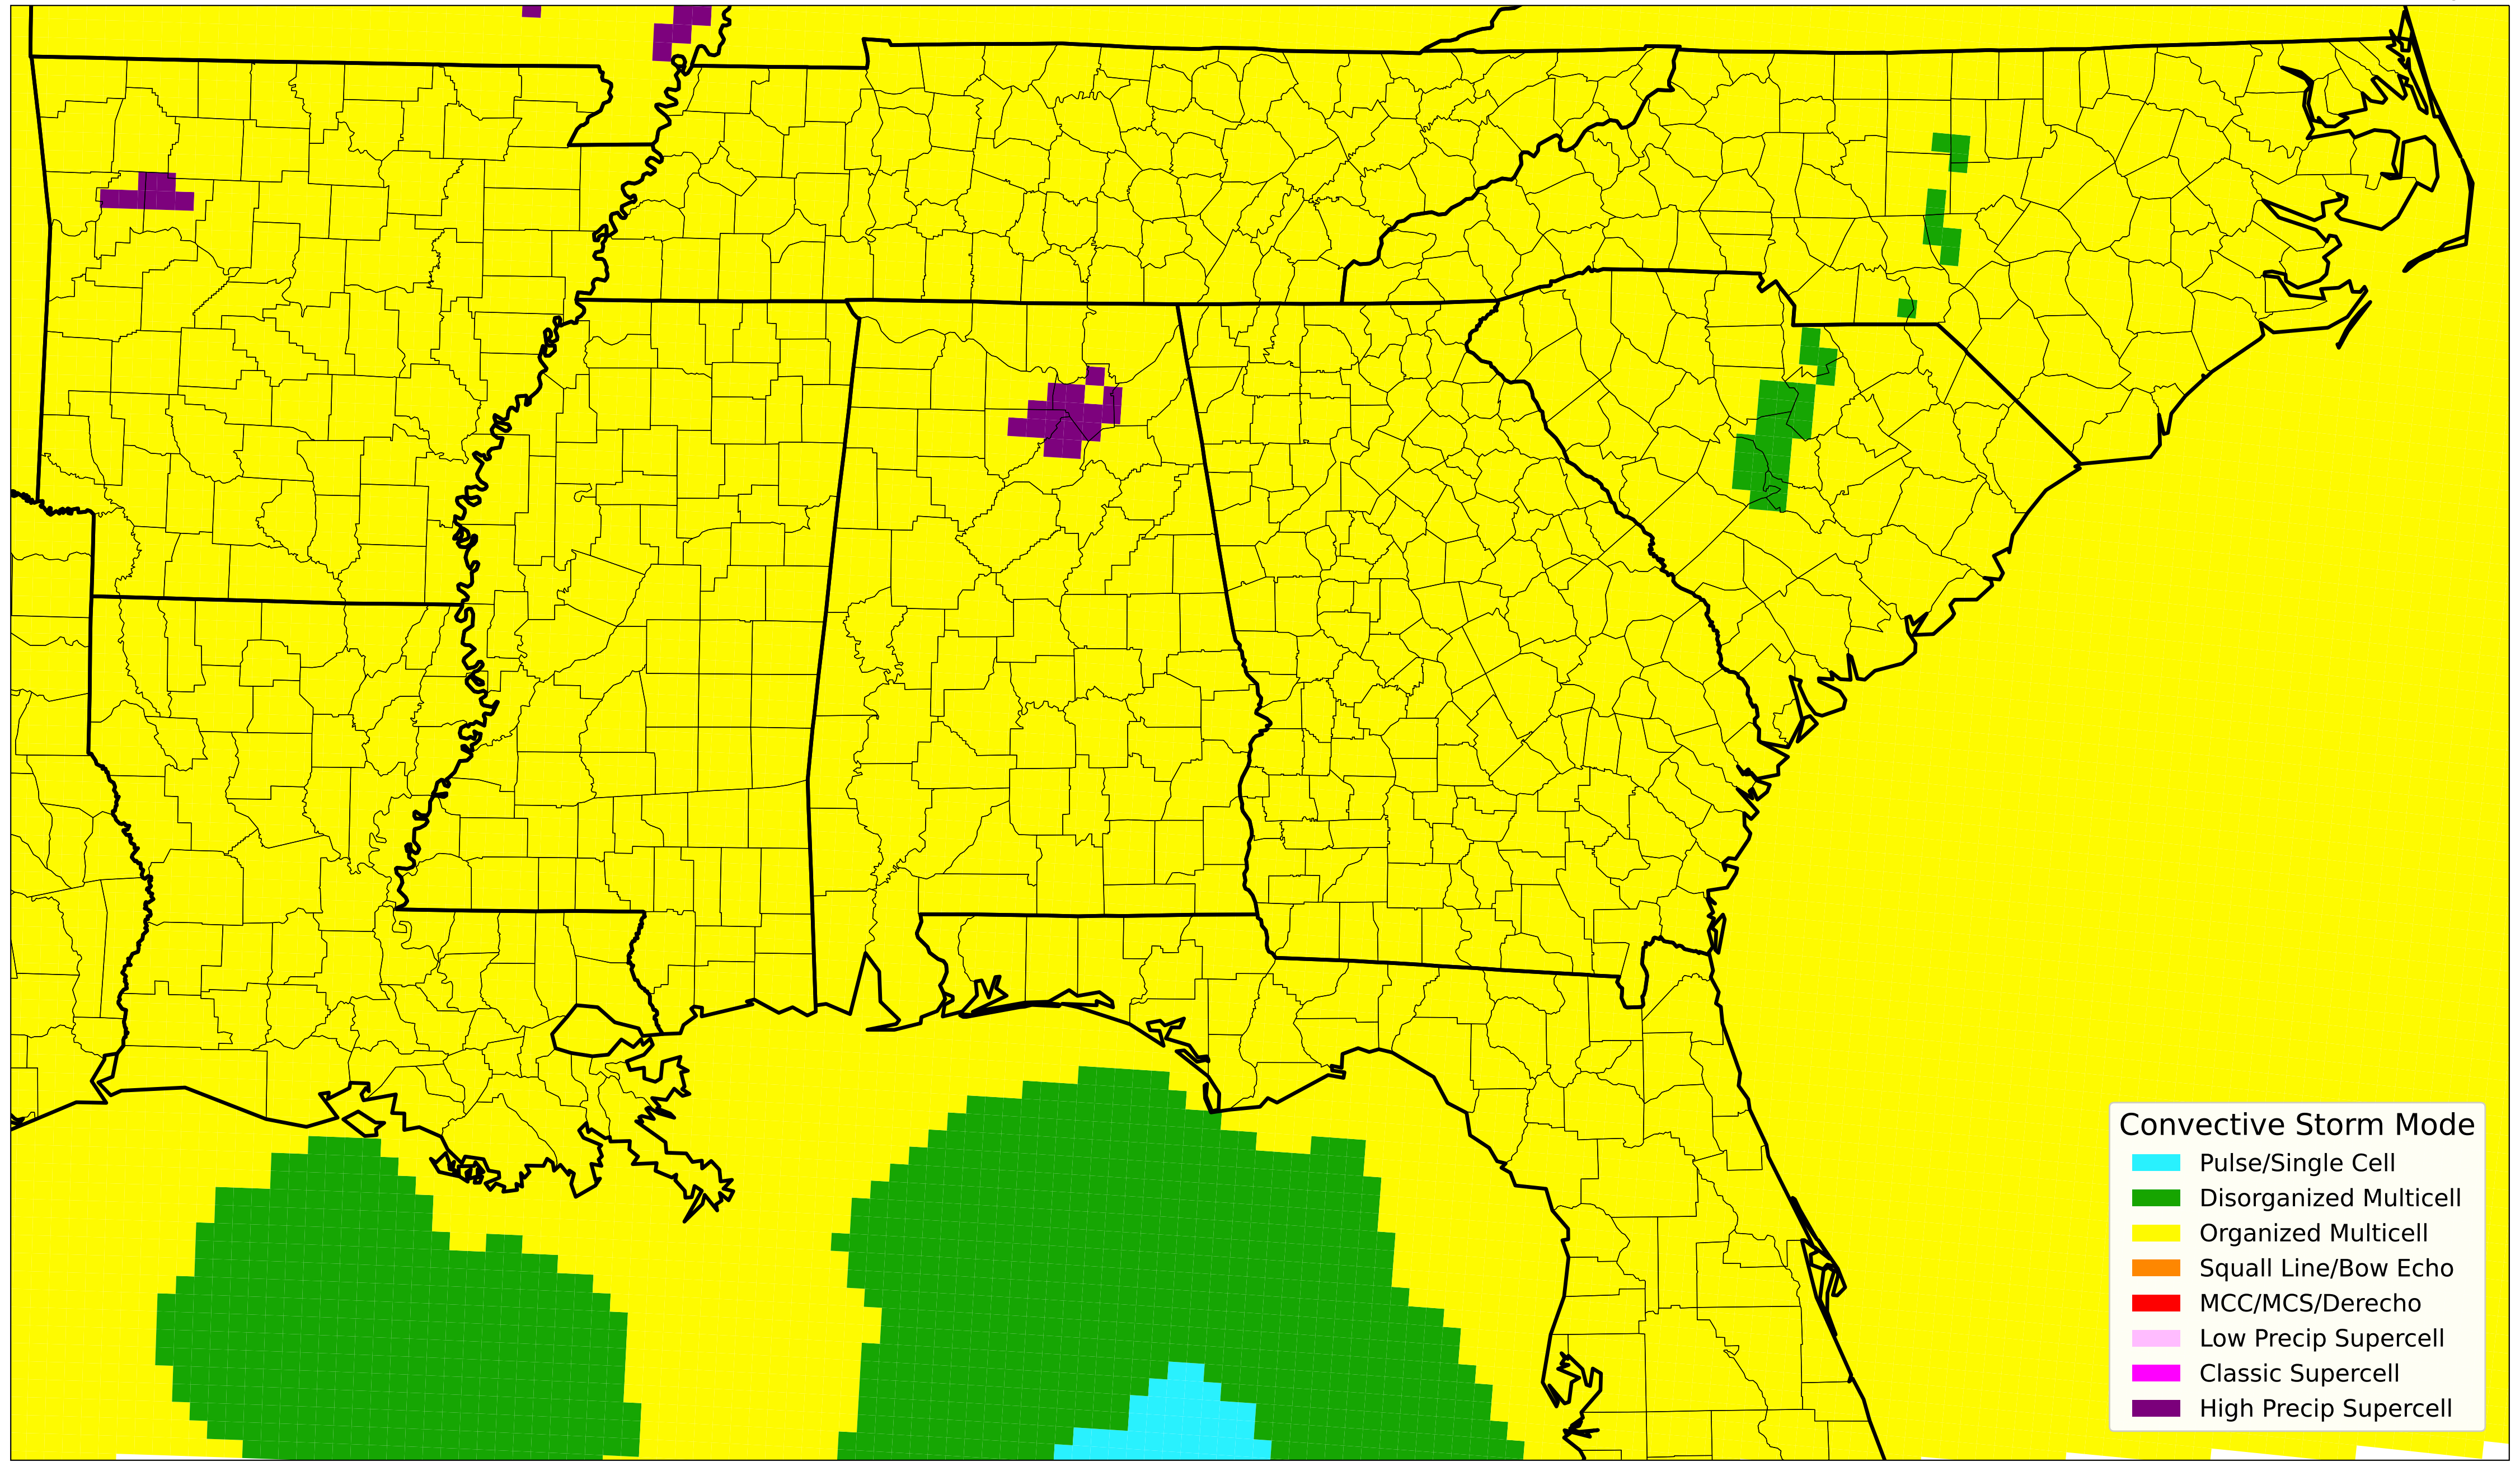 Convective Storm Mode
Pulse/Single Cell
Disorganized Multicell
Organized Multicell
Squall Line/Bow Echo
MCC/MCS/Derecho
Low Precip Supercell
Classic Supercell
High Precip Supercell